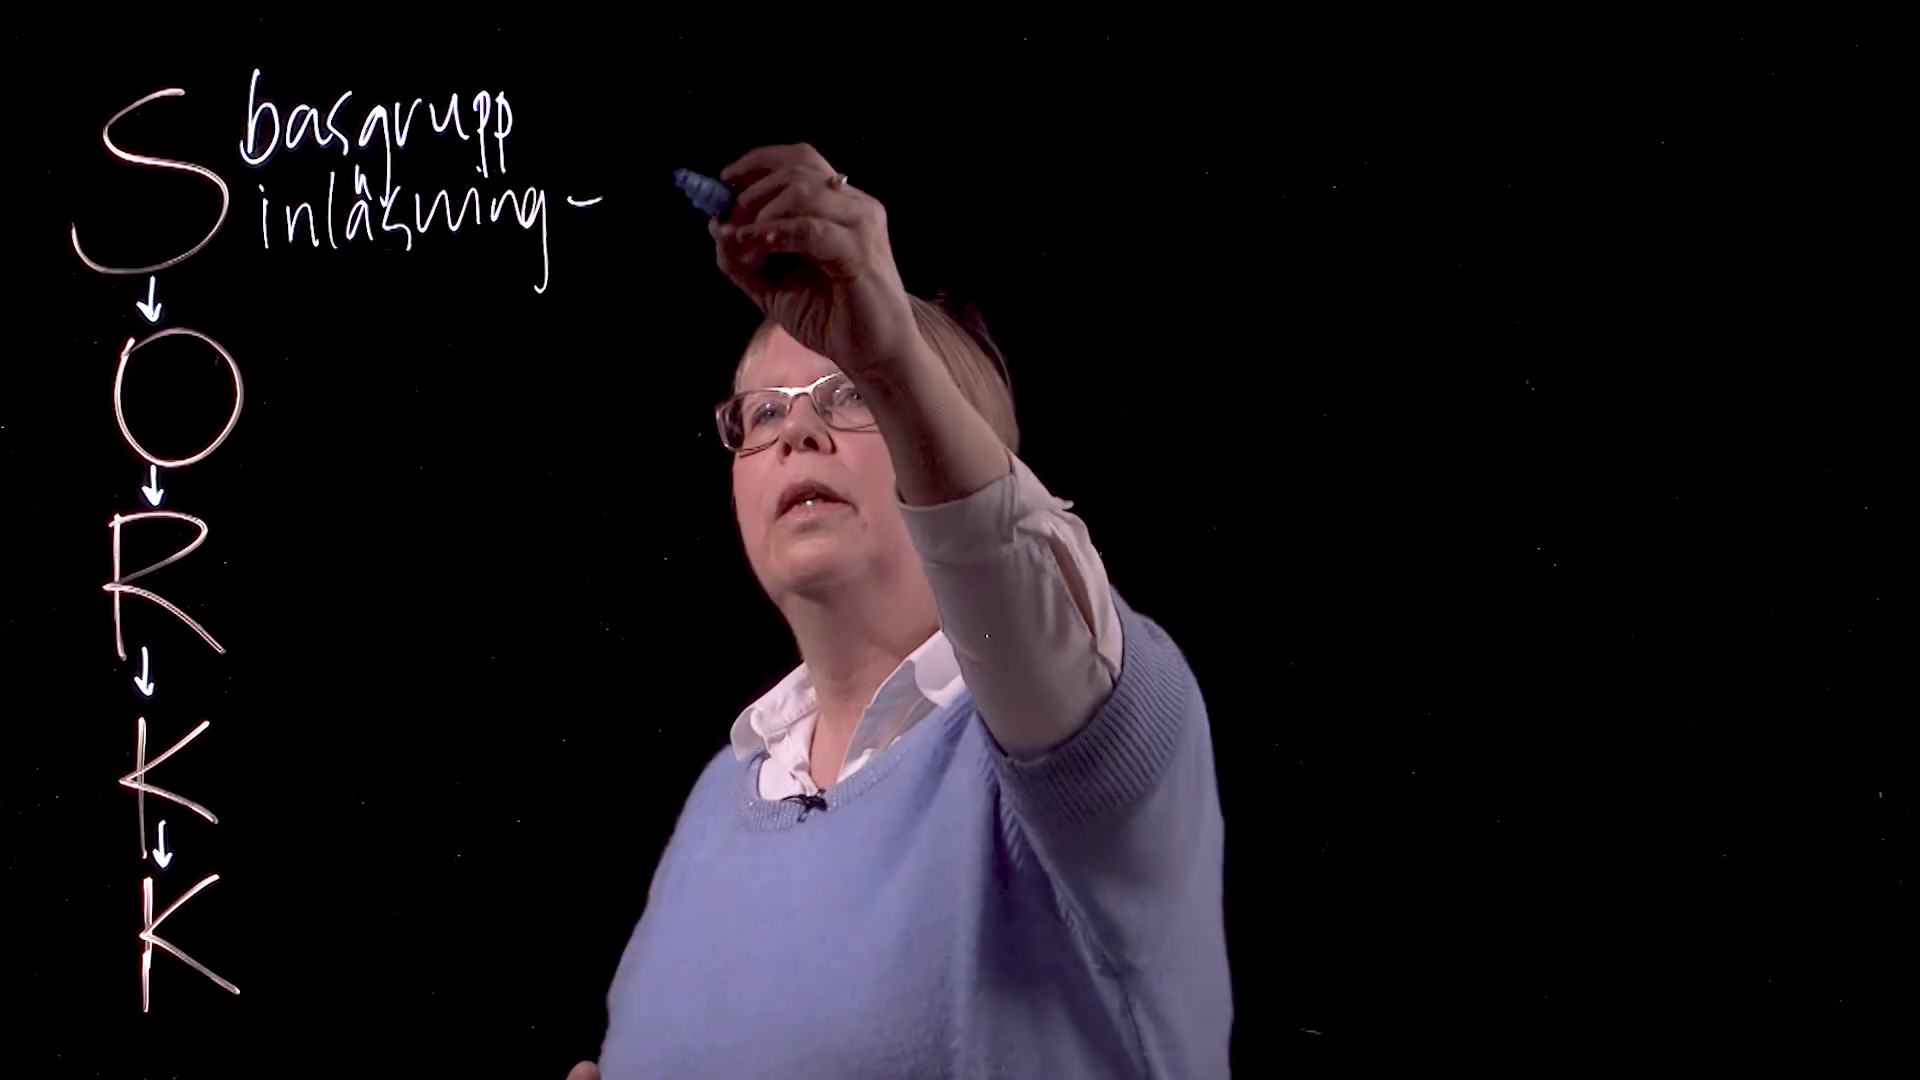 S basgrupp
inläsning -
↓
O
↓
R
↓
K
↓
K